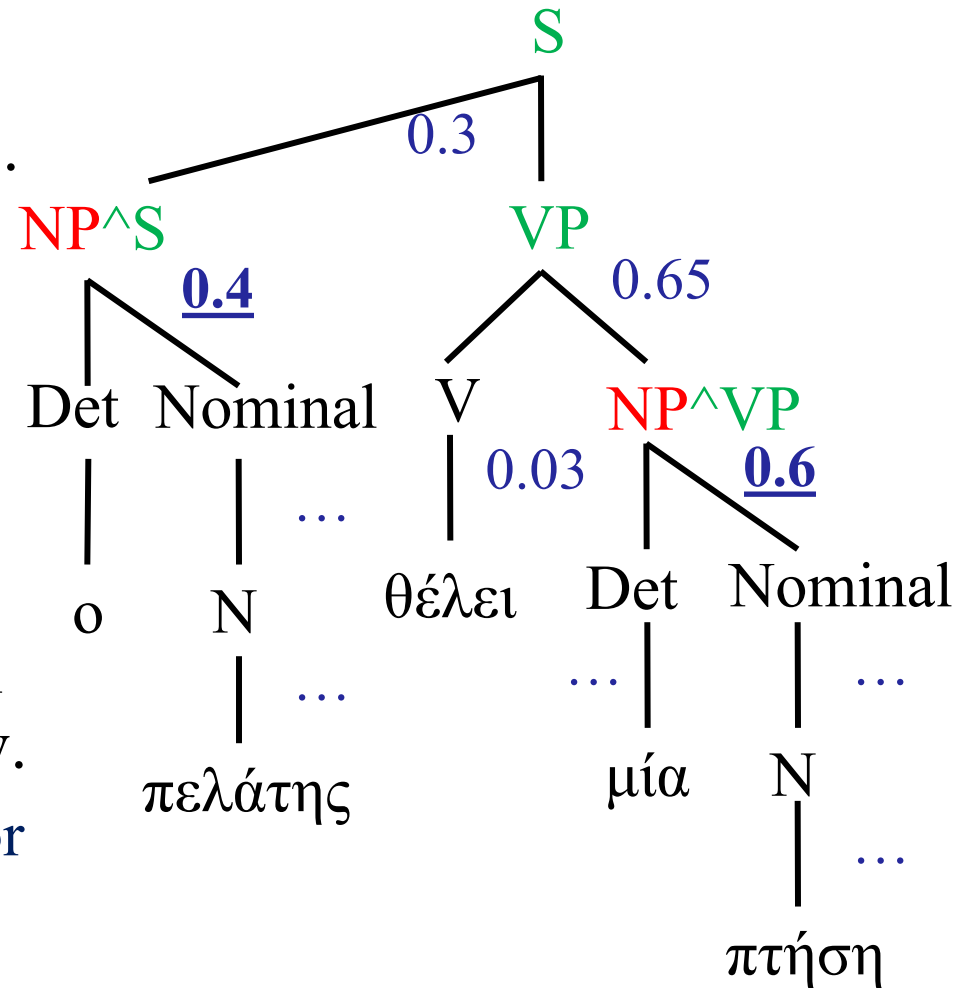 S
0.3
.
NP^S VP
0.4 0.65
Det Nominal V NP^VP
0.03 0.6
…
ο N θέλει Det Nominal
… … …
.
πελάτης μία N
or
…
πτήση